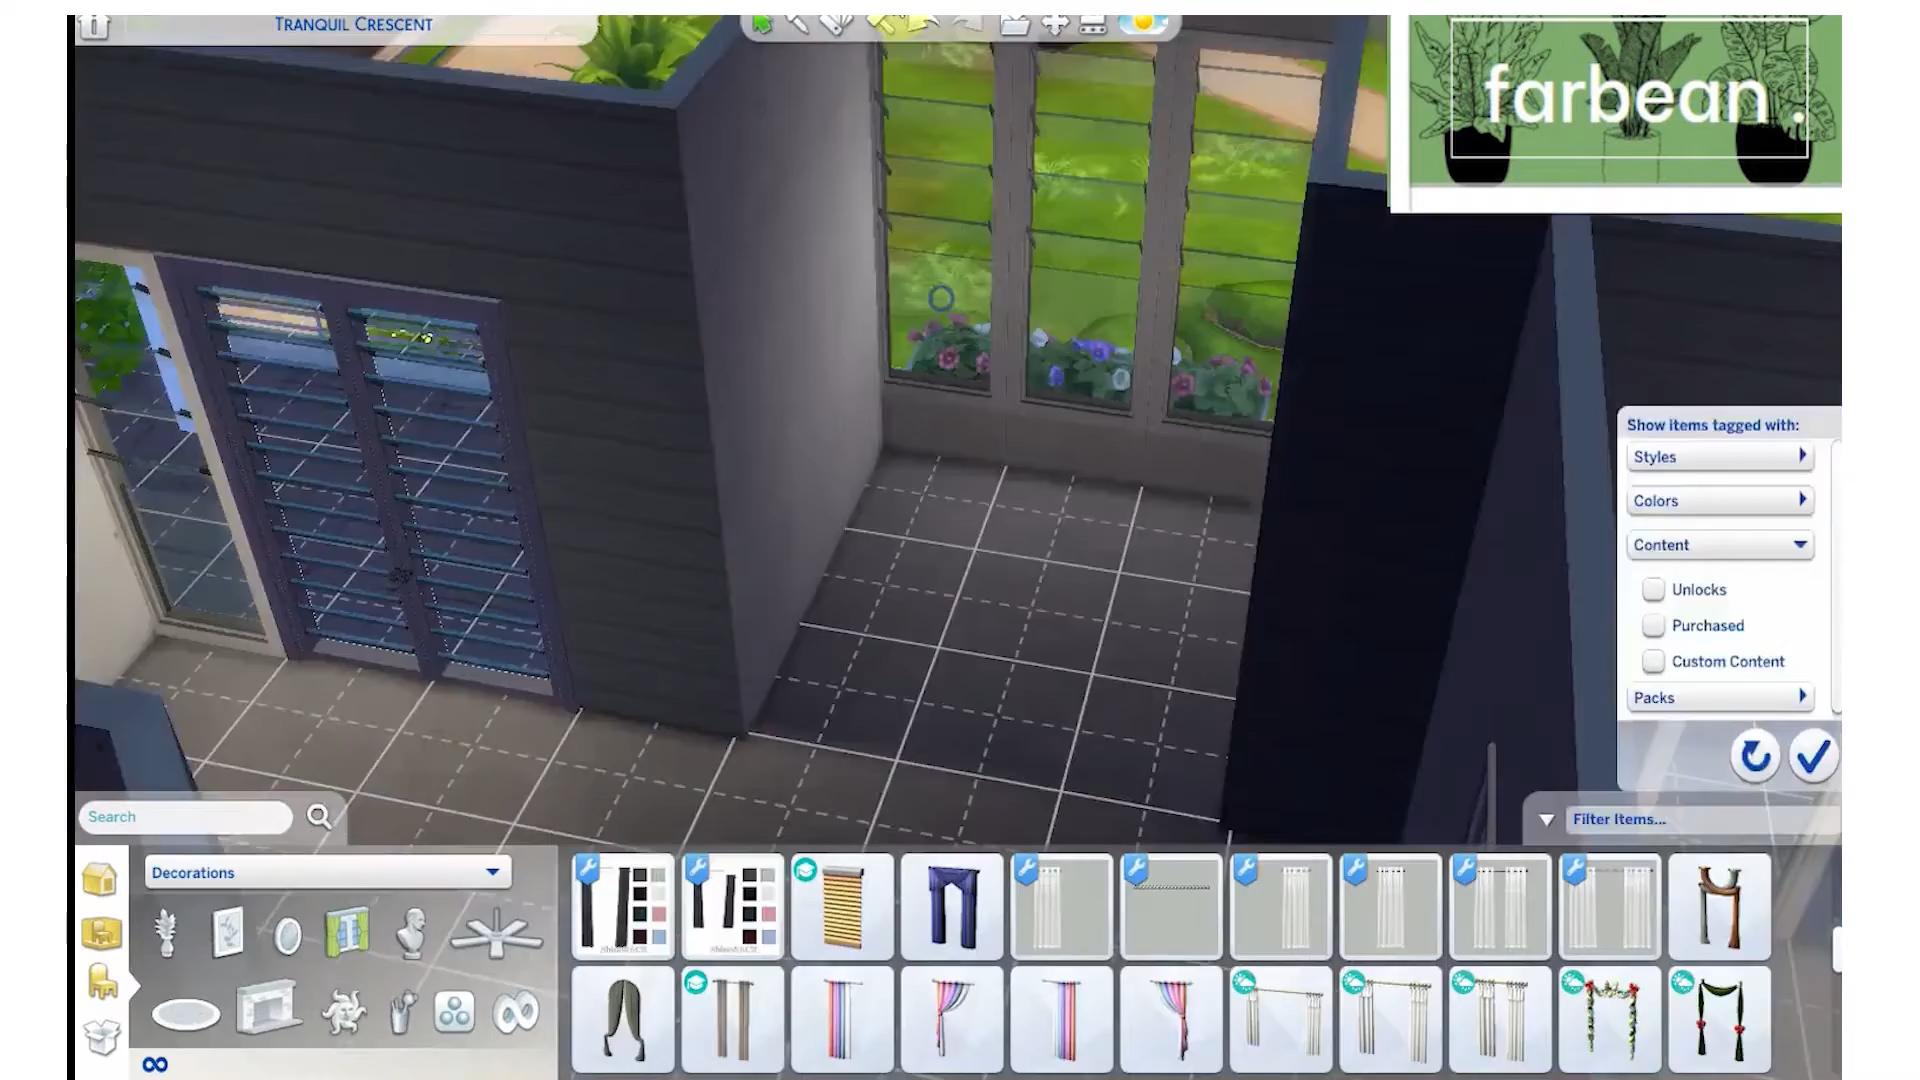 TRANQUIL CRESCENT
farbean .
Show items tagged with:
Styles
Colors
Content
Unlocks
Purchased
Custom Content
Packs
Search
Filter Items...
Decorations